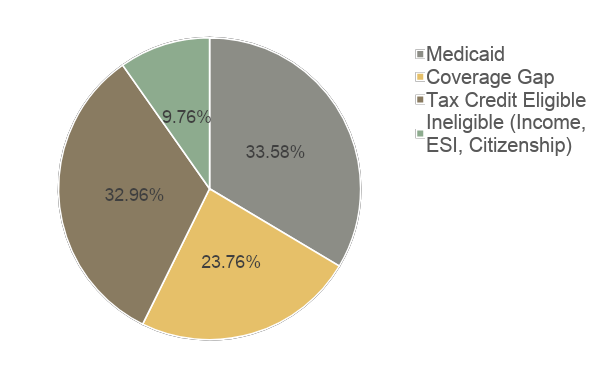 Medicaid
Coverage Gap
Tax Credit Eligible
Ineligible (Income,
ESI, Citizenship)
9.76%
33.58%
32.96%
23.76%